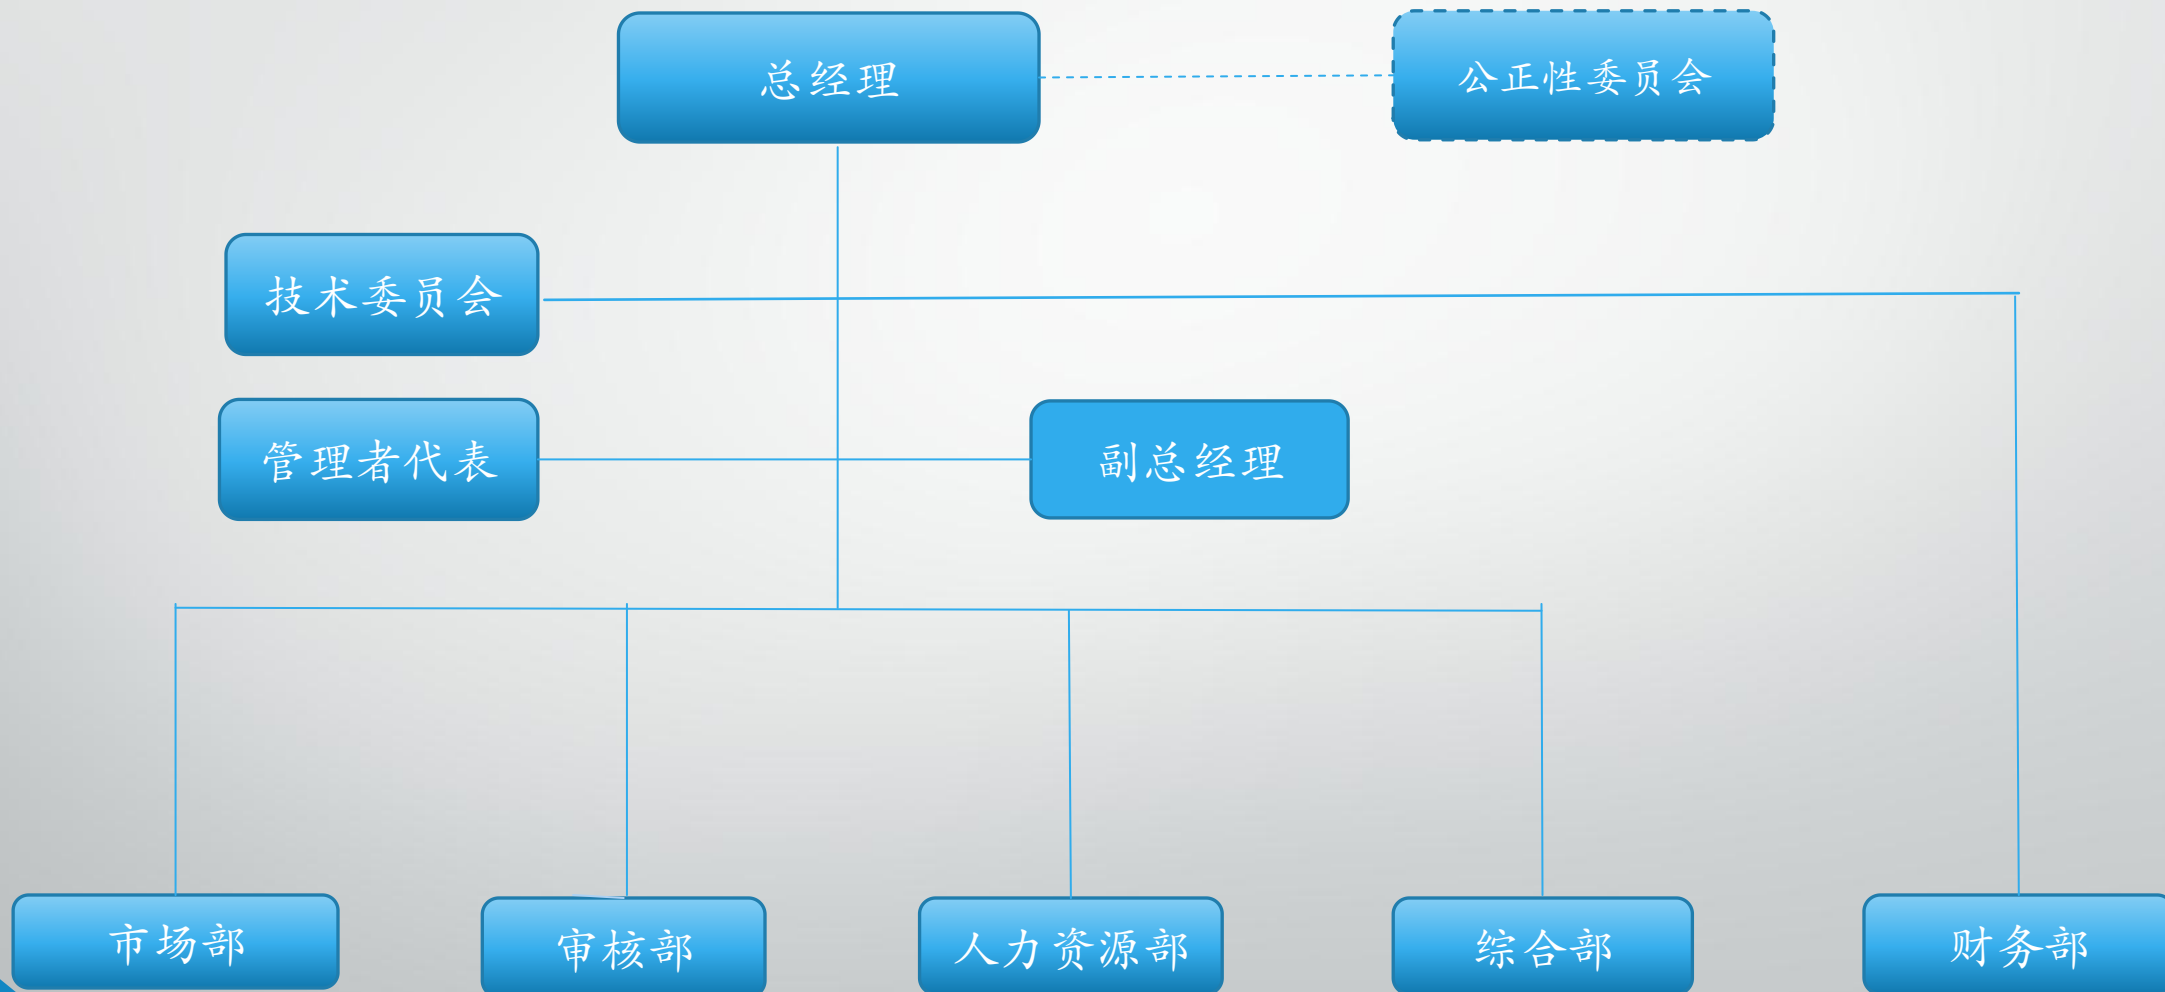 总经理
公正性委员会
技术委员会
管理者代表
副总经理
市场部
审核部
人力资源部
综合部
财务部